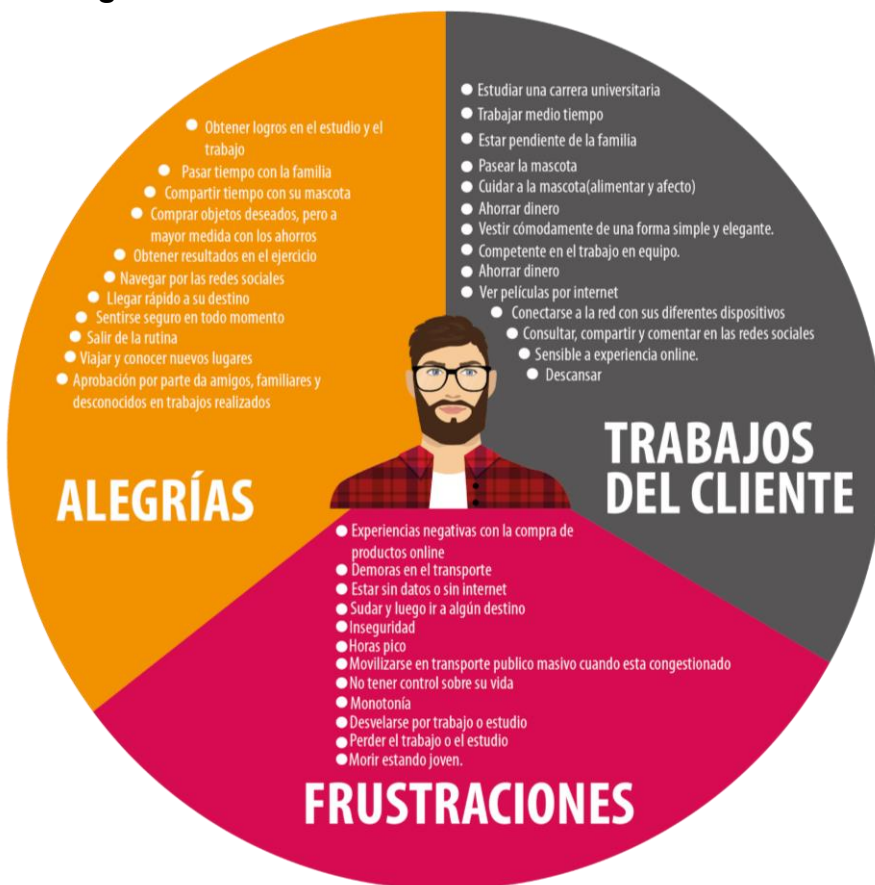 Obtener logros en el estudio y el
trabajo
Pasar tiempo con la familia
Compartir tiempo con su mascota
Comprar objetos deseados, pero a
mayor medida con los ahorros
Obtener resultados en el ejercicio
Navegar por las redes sociales
Llegar rápido a su destino
Sentirse seguro en todo momento
Salir de la rutina
Viajar y conocer nuevos lugares
Aprobación por parte da amigos, familiares y
desconocidos en trabajos realizados
ALEGRÍAS
Estudiar una carrera universitaria
Trabajar medio tiempo
Estar pendiente de la familia
Pasear la mascota
Cuidar a la mascota(alimentar y afecto)
Ahorrar dinero
Vestir cómodamente de una forma simple y elegante.
Competente en el trabajo en equipo.
Ahorrar dinero
Ver películas por internet
Conectarse a la red con sus diferentes dispositivos
Consultar, compartir y comentar en las redes sociales
Sensible a experiencia online.
Descansar
TRABAJOS
DEL CLIENTE
Experiencias negativas con la compra de
productos online
Demoras en el transporte
Estar sin datos o sin internet
Sudar y luego ir a algún destino
Inseguridad
Horas pico
Movilizarse en transporte publico masivo cuando esta congestionado
No tener control sobre su vida
Monotonía
Desvelarse por trabajo o estudio
Perder el trabajo o el estudio
Morir estando joven.
FRUSTRACIONES